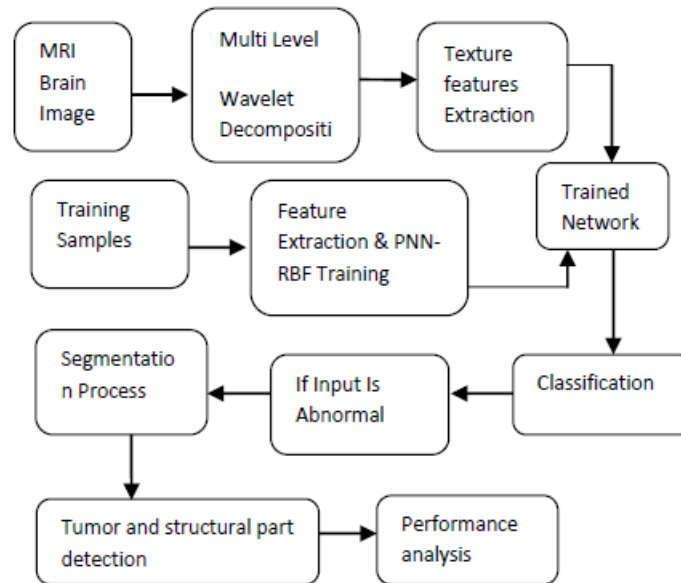 MRI
Brain
Image
Multi Level
Wavelet
Decompositi
Texture
features
Extraction
Training
Samples
Feature
Extraction & PNN-
RBF Training
Trained
Network
Segmentatio
n Process
If Input Is
Abnormal
Classification
Tumor and structural part
detection
Performance
analysis